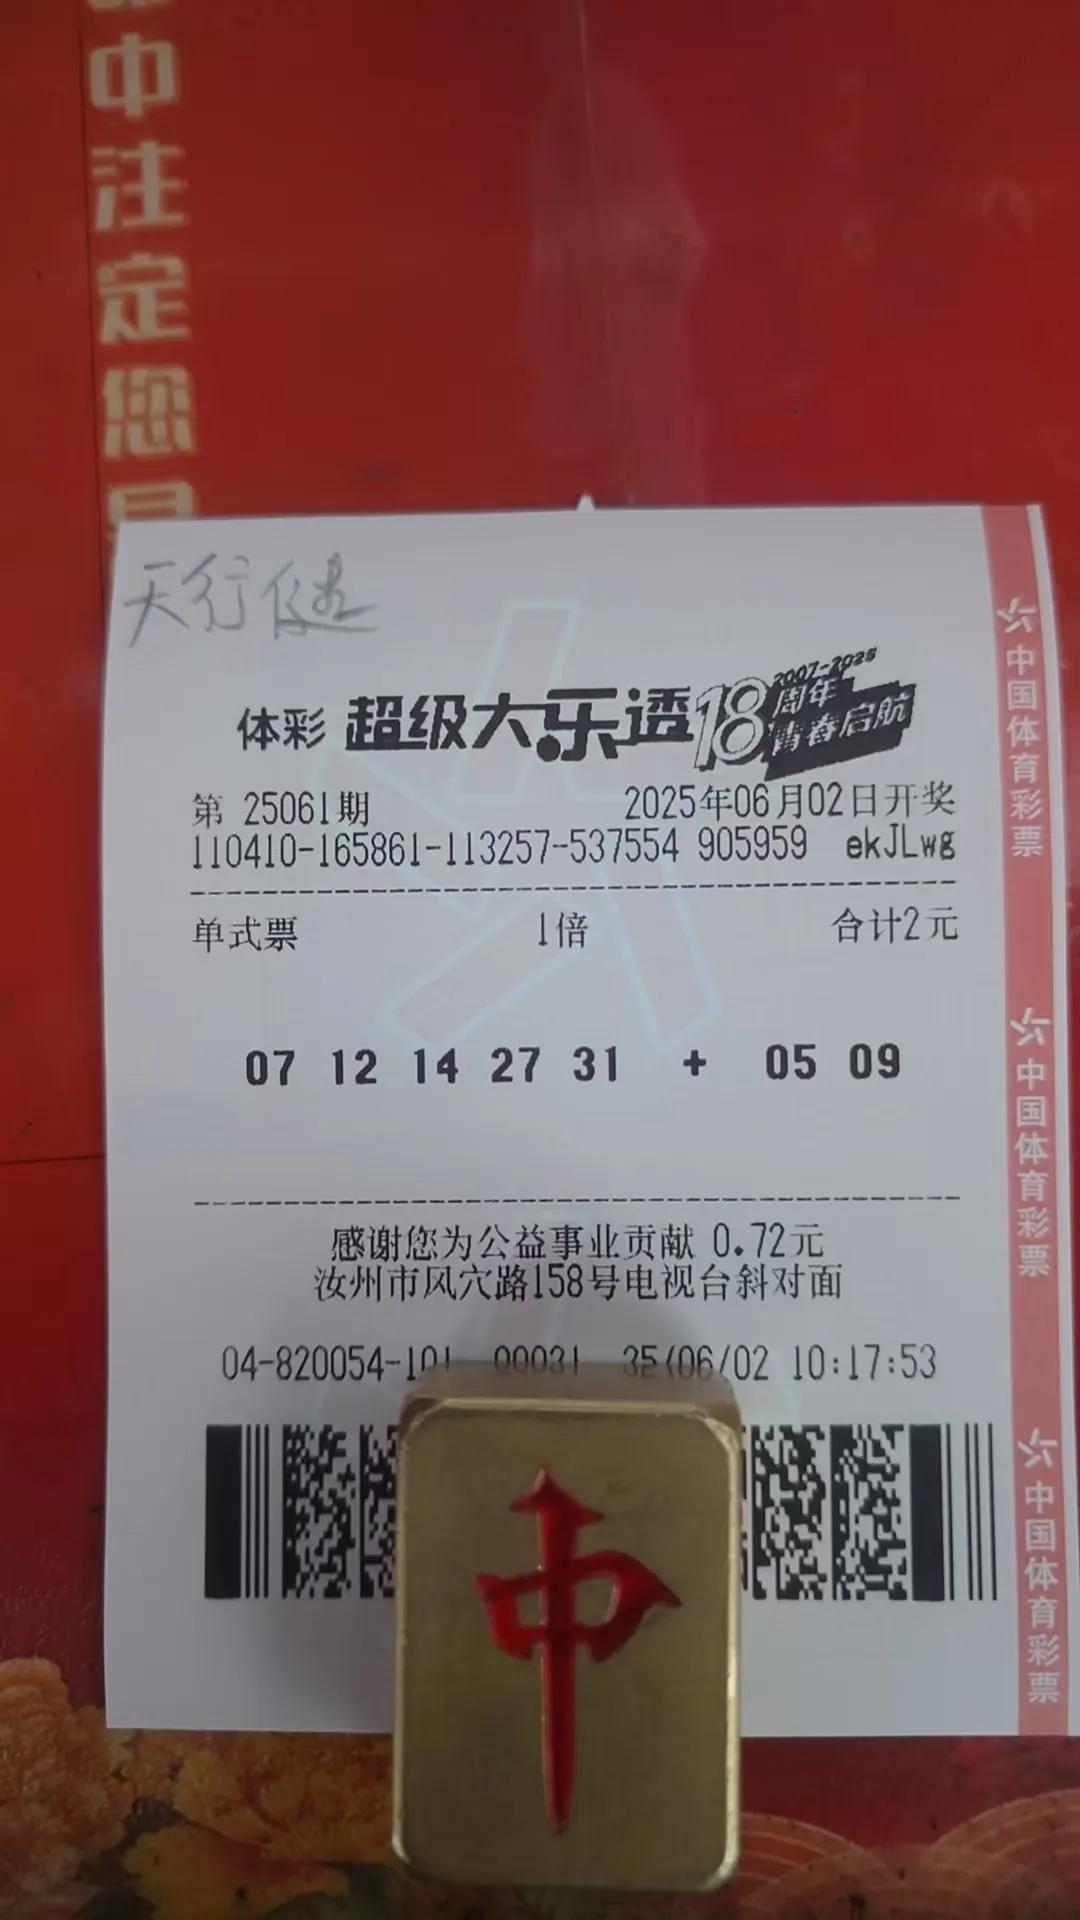 中注定您
天行健
体彩 超级大乐透 18周年 2007-2025 青春启航
第 25061期 2025年06月02日开奖
110410-165861-113257-537554 905959 ekJLwg
单式票 1倍 合计2元
07 12 14 27 31 + 05 09
感谢您为公益事业贡献 0.72元
汝州市风穴路158号电视台斜对面
04-820054-101 00031 /06/02 10:17:53
中国体育彩票
中国体育彩票
中国体育彩票
中